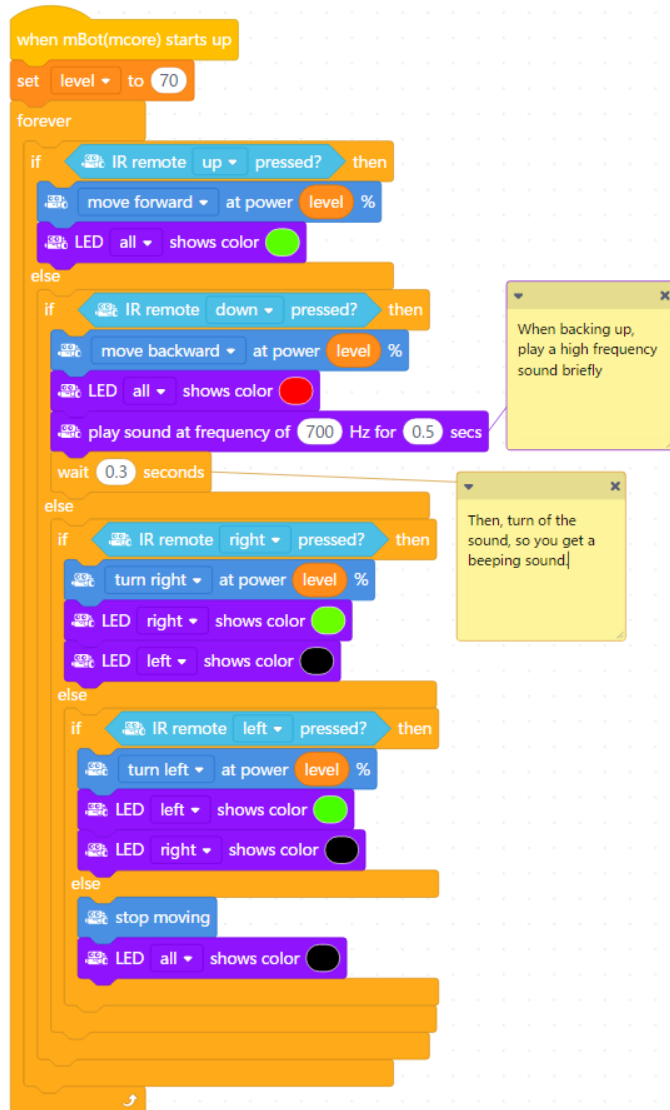 when mBot(mcore) starts up
set level to 70
forever
if IR remote up pressed? then
move forward at power level %
LED all shows color
else
if IR remote down pressed? then
move backward at power level %
LED all shows color
play sound at frequency of 700 Hz for 0.5 secs
wait 0.3 seconds
else
if IR remote right pressed? then
turn right at power level %
LED right shows color
LED left shows color
else
if IR remote left pressed? then
turn left at power level %
LED left shows color
LED right shows color
else
stop moving
LED all shows color
When backing up,
play a high frequency
sound briefly
Then, turn of the
sound, so you get a
beeping sound.